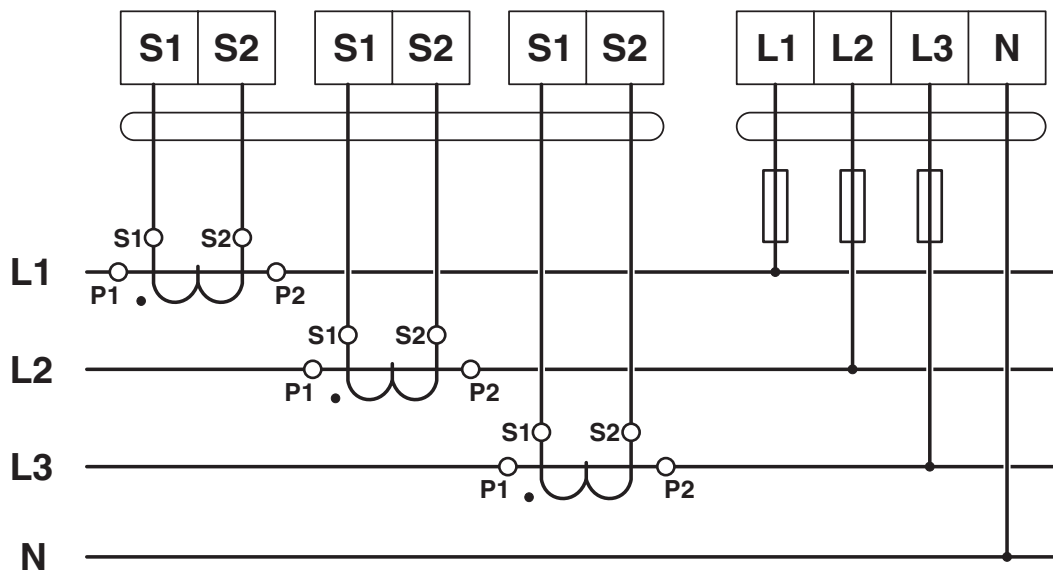 S1 S2 S1 S2 S1 S2 L1 L2 L3 N
S1 S2
L1
P1 P2
S1 S2
L2
P1 P2
S1 S2
L3
P1 P2
N